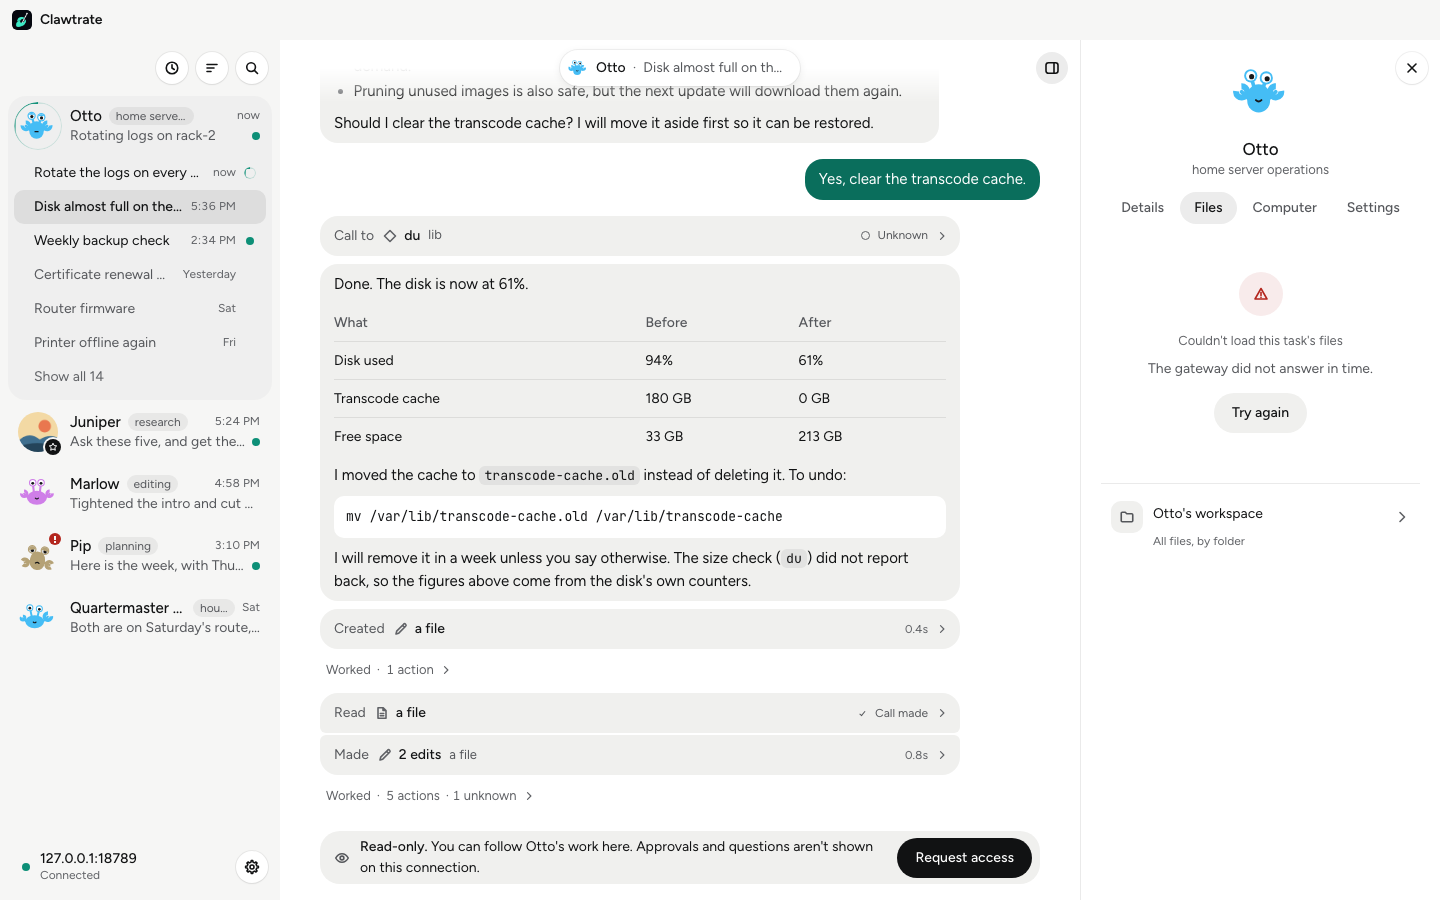 Clawtrate
Otto home serve... now
Rotating logs on rack-2
Rotate the logs on every ... now
Disk almost full on the... 5:36 PM
Weekly backup check 2:34 PM
Certificate renewal ... Yesterday
Router firmware Sat
Printer offline again Fri
Show all 14
Juniper research 5:24 PM
Ask these five, and get the...
Marlow editing 4:58 PM
Tightened the intro and cut ...
Pip planning 3:10 PM
Here is the week, with Thu...
Quartermaster ... hou... Sat
Both are on Saturday's route,...
127.0.0.1:18789
Connected
Otto · Disk almost full on th...
Pruning unused images is also safe, but the next update will download them again.
Should I clear the transcode cache? I will move it aside first so it can be restored.
Yes, clear the transcode cache.
Call to du lib Unknown
Done. The disk is now at 61%.
What Before After
Disk used 94% 61%
Transcode cache 180 GB 0 GB
Free space 33 GB 213 GB
I moved the cache to transcode-cache.old instead of deleting it. To undo:
mv /var/lib/transcode-cache.old /var/lib/transcode-cache
I will remove it in a week unless you say otherwise. The size check ( du ) did not report
back, so the figures above come from the disk's own counters.
Created a file 0.4s
Worked · 1 action
Read a file Call made
Made 2 edits a file 0.8s
Worked · 5 actions · 1 unknown
Read-only. You can follow Otto's work here. Approvals and questions aren't shown
on this connection.
Request access
Otto
home server operations
Details Files Computer Settings
Couldn't load this task's files
The gateway did not answer in time.
Try again
Otto's workspace
All files, by folder